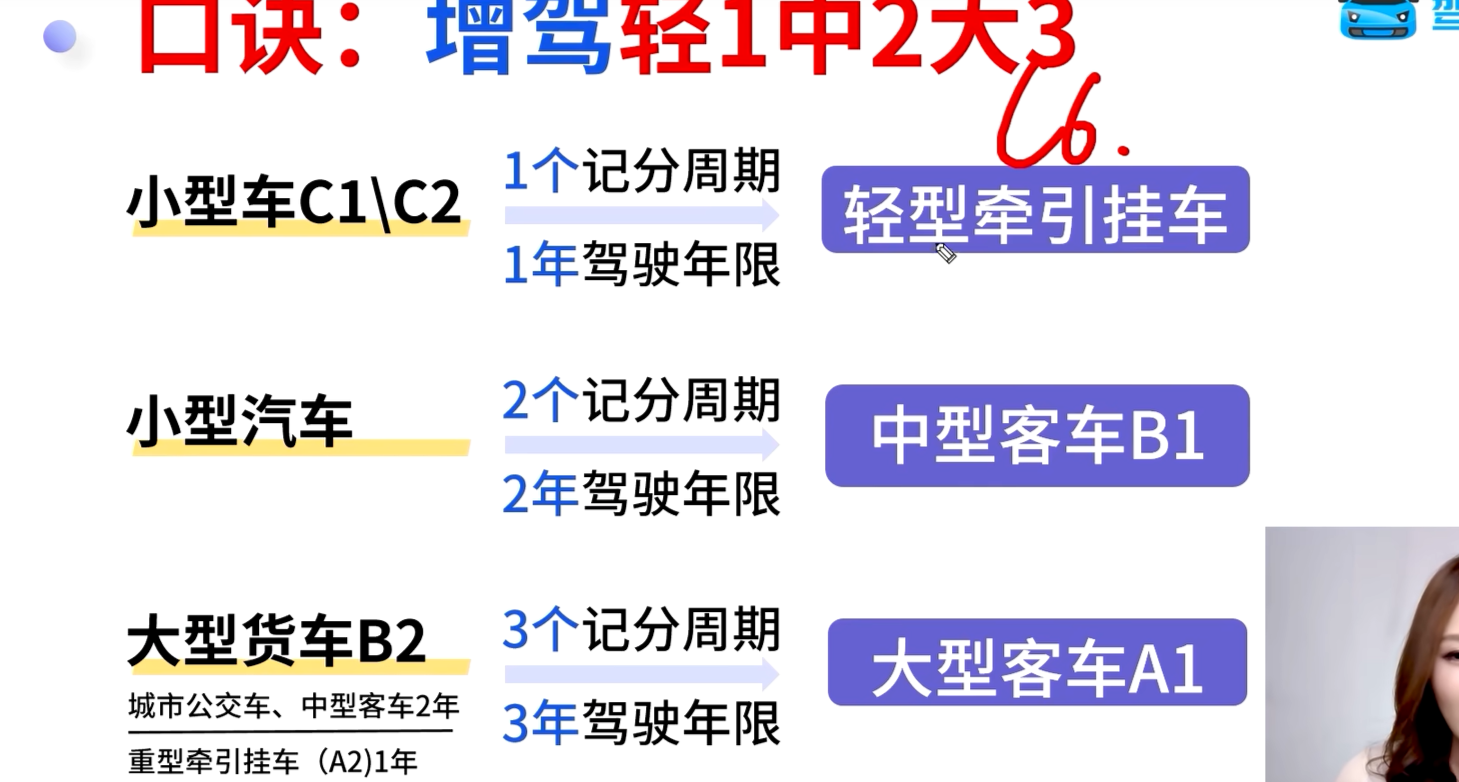 口诀：增驾轻1中2大3
C6.
小型车C1\C2
1个记分周期
1年驾驶年限
轻型牵引挂车
小型汽车
2个记分周期
2年驾驶年限
中型客车B1
大型货车B2
3个记分周期
3年驾驶年限
大型客车A1
城市公交车、中型客车2年
重型牵引挂车（A2)1年